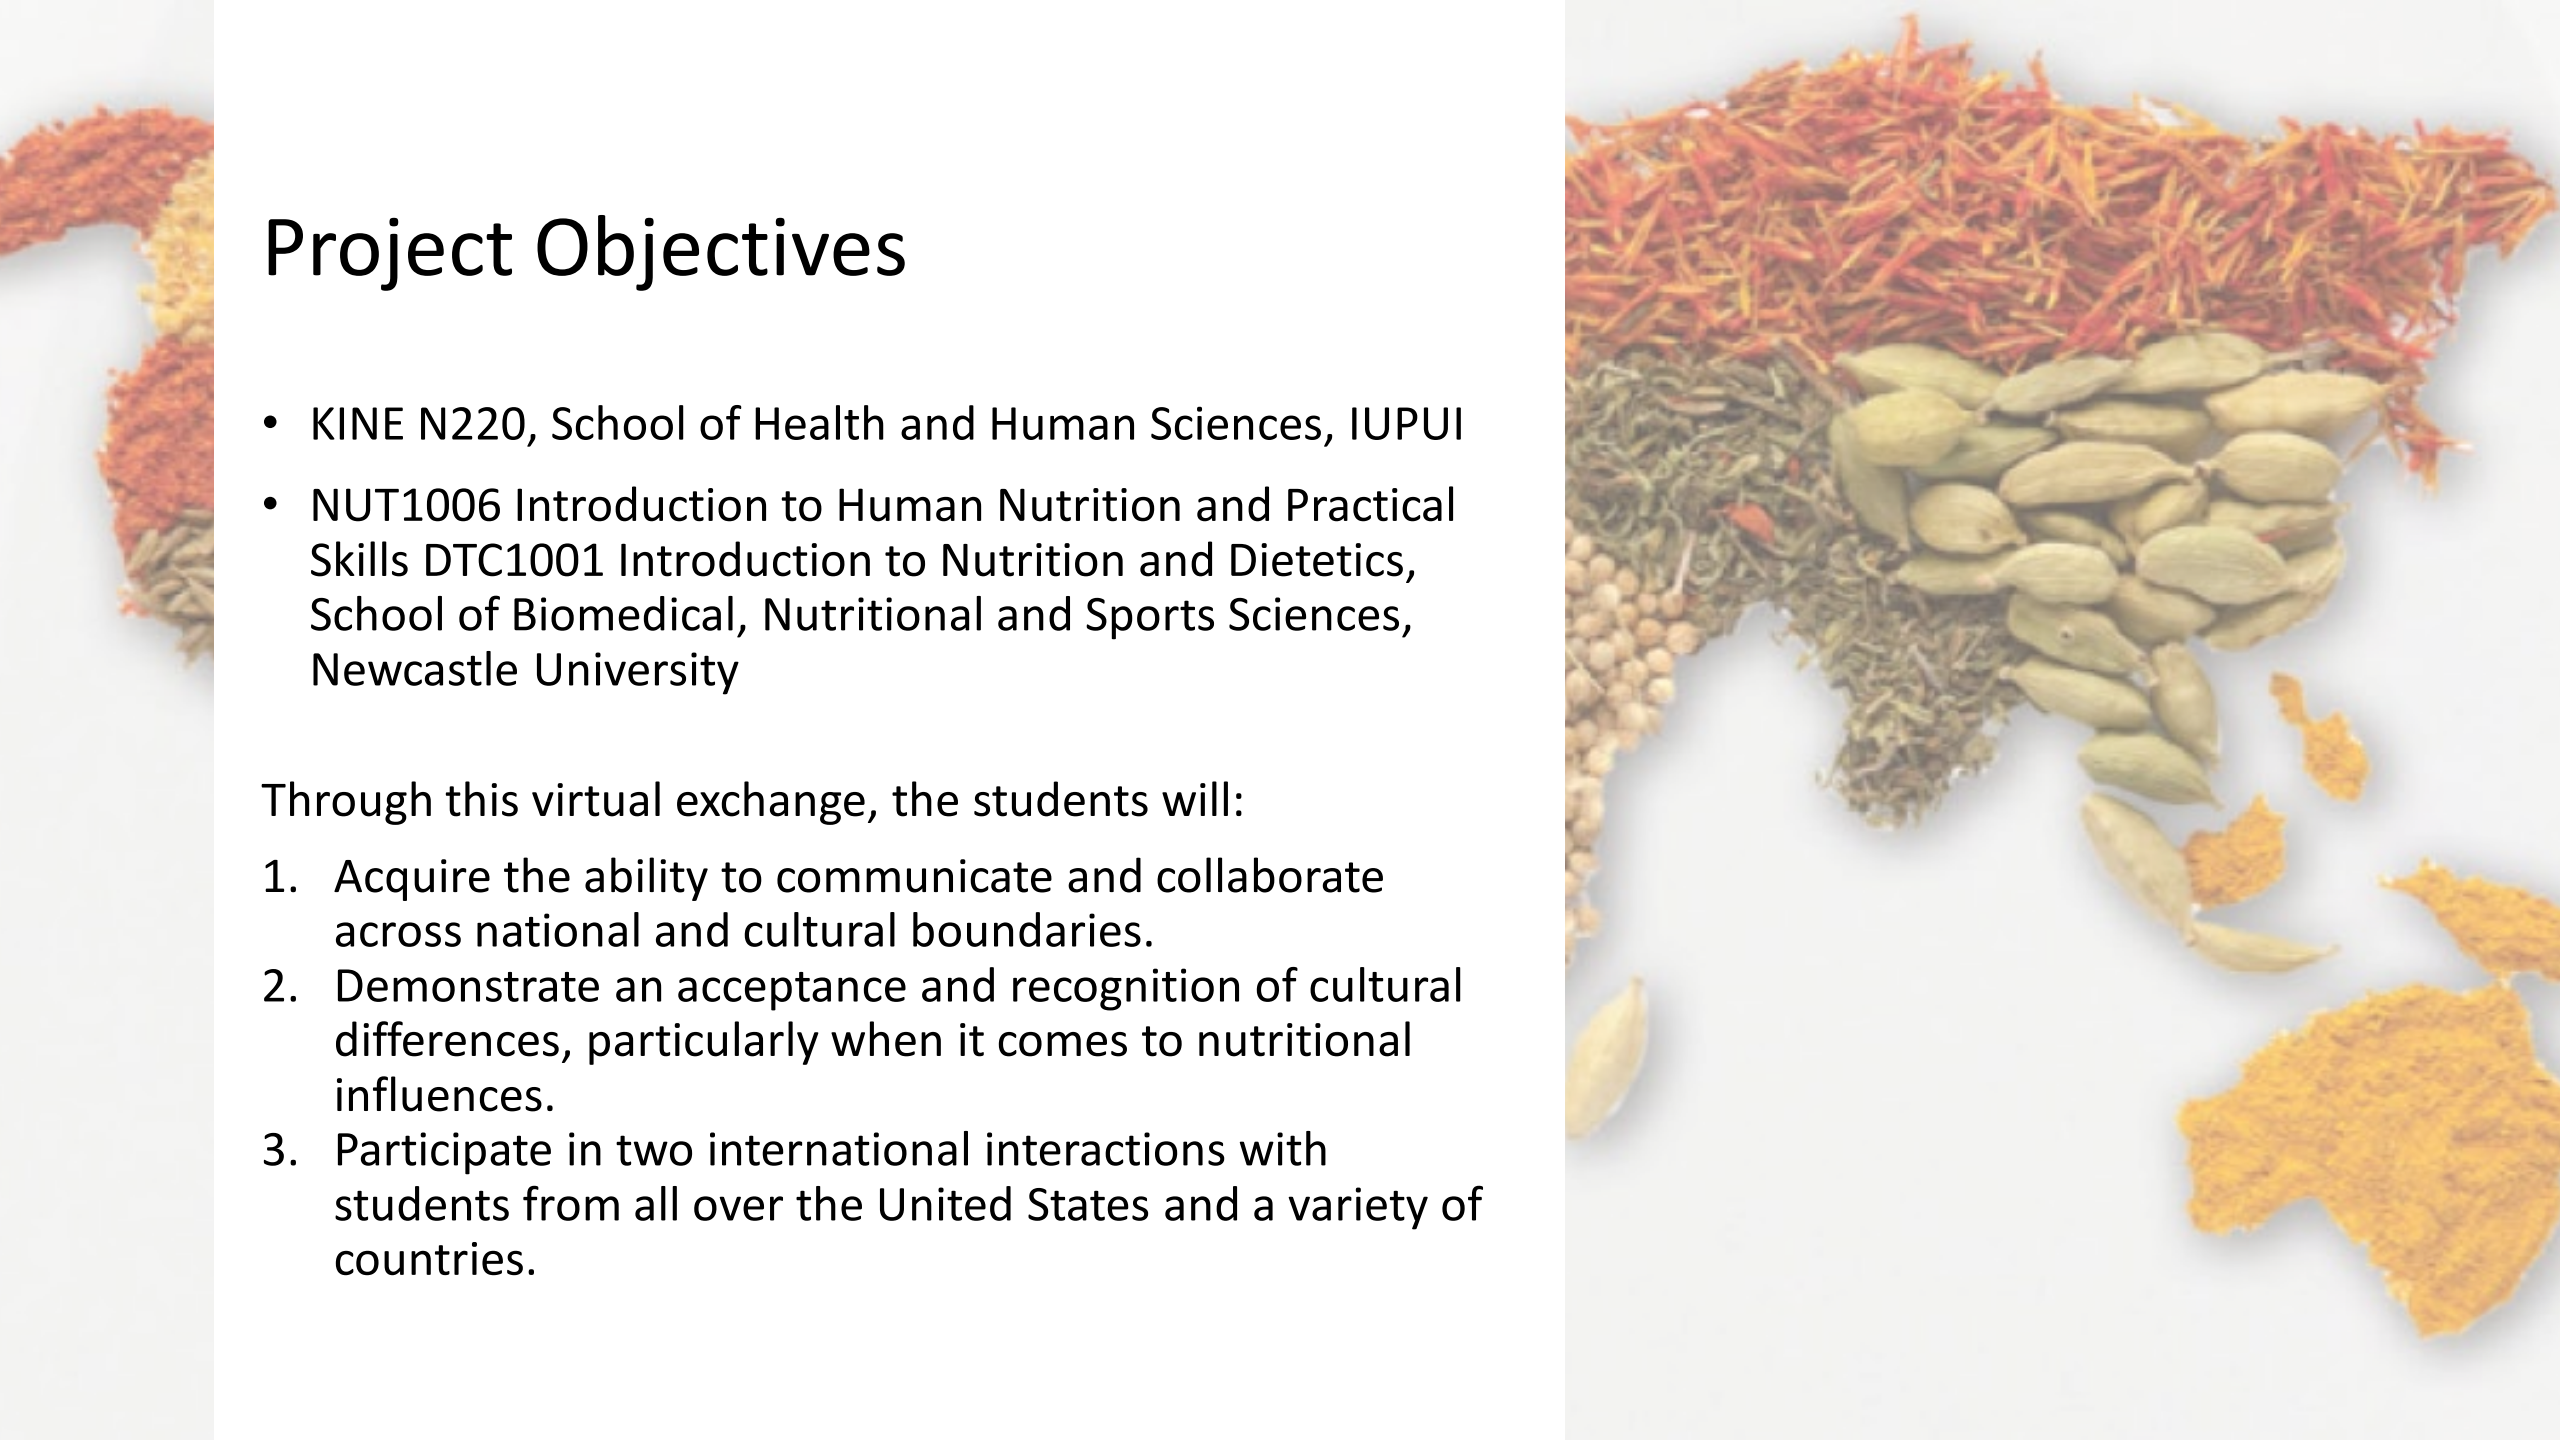 Project Objectives
• KINE N220, School of Health and Human Sciences, IUPUI
• NUT1006 Introduction to Human Nutrition and Practical
Skills DTC1001 Introduction to Nutrition and Dietetics,
School of Biomedical, Nutritional and Sports Sciences,
Newcastle University
Through this virtual exchange, the students will:
1. Acquire the ability to communicate and collaborate
across national and cultural boundaries.
2. Demonstrate an acceptance and recognition of cultural
differences, particularly when it comes to nutritional
influences.
3. Participate in two international interactions with
students from all over the United States and a variety of
countries.